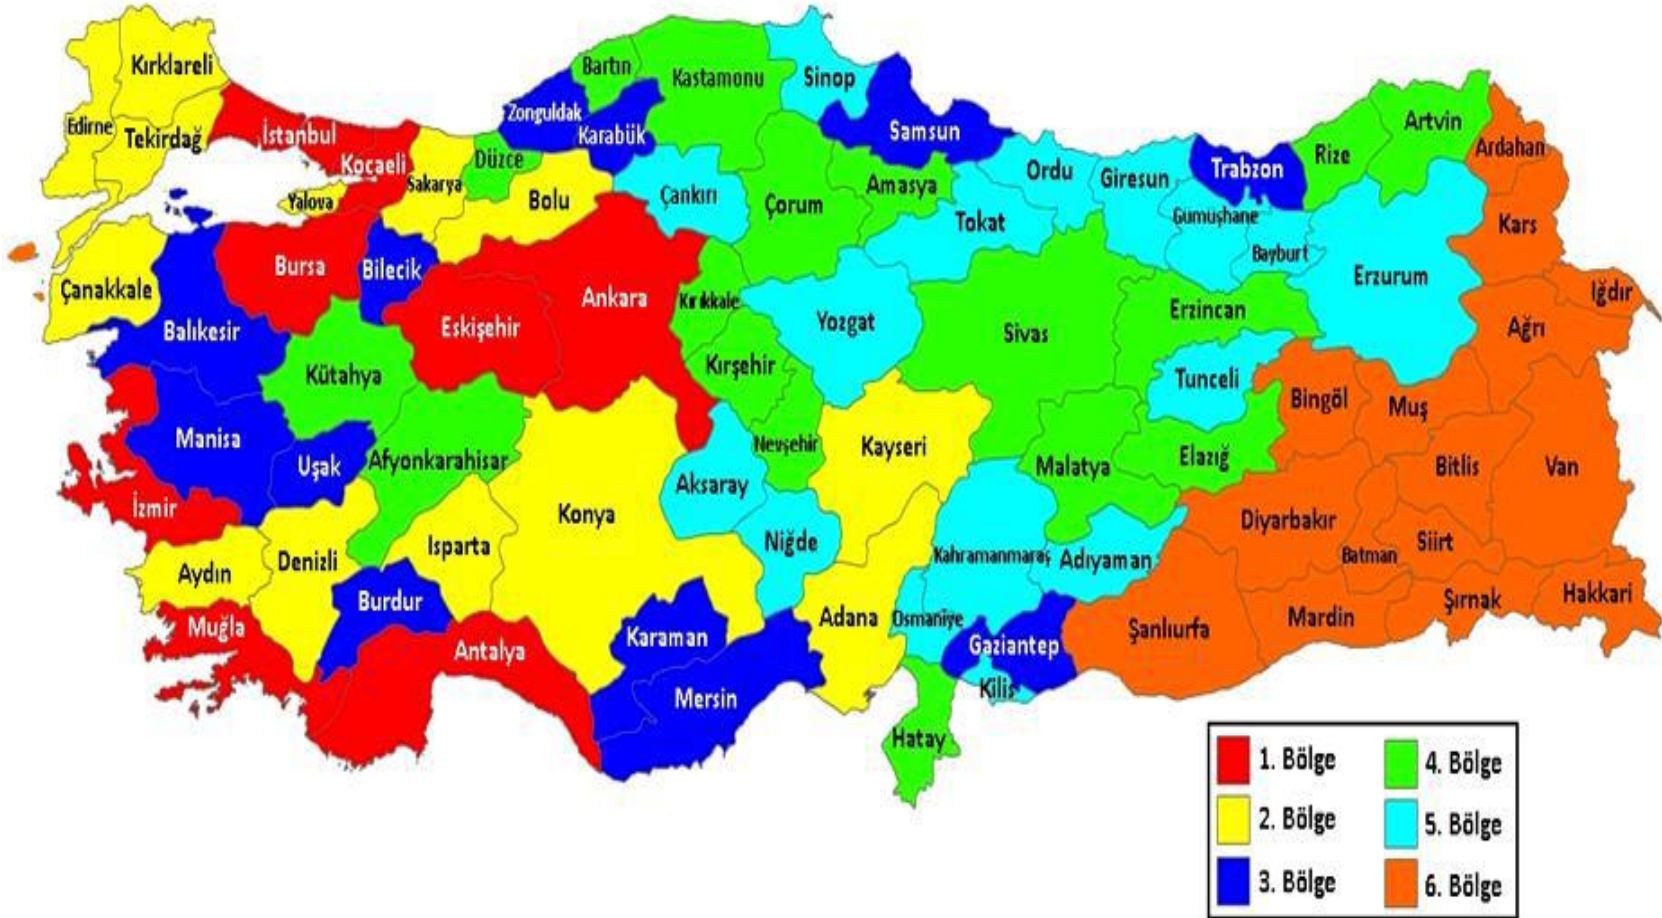 Kırklareli
Edirne
Tekirdağ
İstanbul
Koçaeli
Yalova
Sakarya
Düzce
Bolu
Zonguldak
Bartın
Karabük
Kastamonu
Sinop
Samsun
Çankırı
Çorum
Amasya
Tokat
Ordu
Giresun
Gümüşhane
Trabzon
Bayburt
Rize
Artvin
Ardahan
Kars
Iğdır
Ağrı
Erzurum
Erzincan
Çanakkale
Balıkesir
Bursa
Bilecik
Eskişehir
Ankara
Kırıkkale
Kırşehir
Yozgat
Sivas
Tunceli
Bingöl
Muş
Kütahya
Manisa
Uşak
Afyonkarahisar
İzmir
Nevşehir
Kayseri
Malatya
Elazığ
Bitlis
Van
Aksaray
Konya
Isparta
Denizli
Aydın
Niğde
Kahramanmaraş
Adıyaman
Diyarbakır
Batman
Siirt
Şırnak
Hakkari
Mardin
Şanlıurfa
Burdur
Muğla
Antalya
Karaman
Mersin
Adana
Osmaniye
Gaziantep
Kilis
Hatay
1. Bölge
2. Bölge
3. Bölge
4. Bölge
5. Bölge
6. Bölge